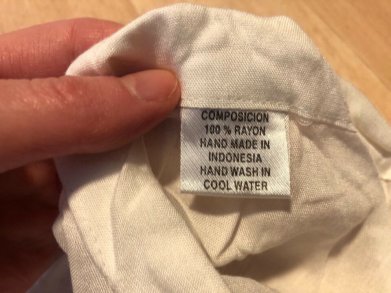 COMPOSICION
100 % RAYON
HAND MADE IN
INDONESIA
HAND WASH IN
COOL WATER